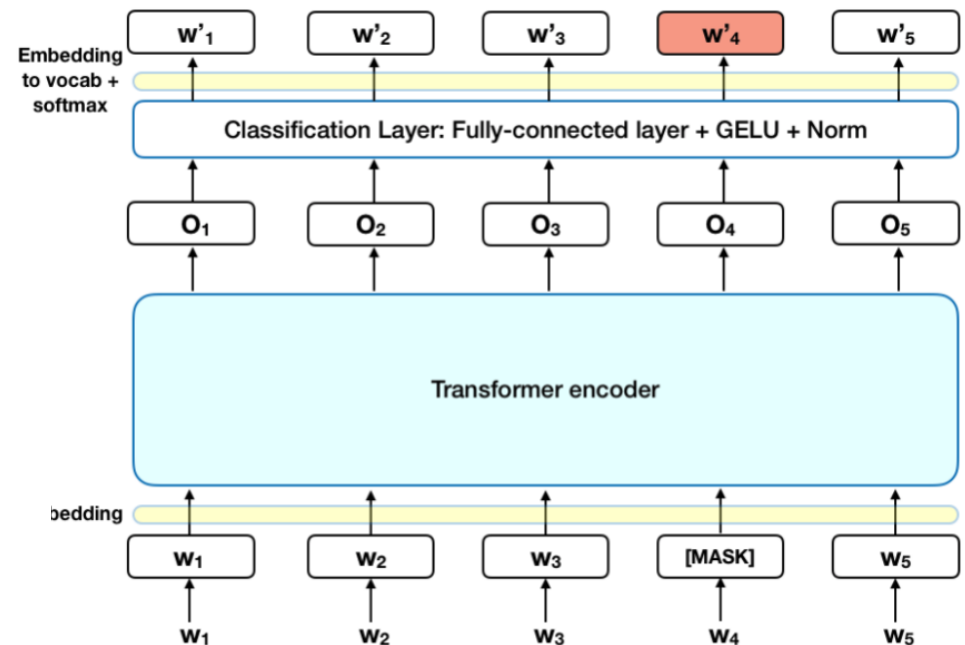 w'1 w'2 w'3 w'4 w'5
Embedding
to vocab +
softmax
Classification Layer: Fully-connected layer + GELU + Norm
O1 O2 O3 O4 O5
Transformer encoder
bedding
W1 W2 W3 [MASK] W5
W1 W2 W3 W4 W5